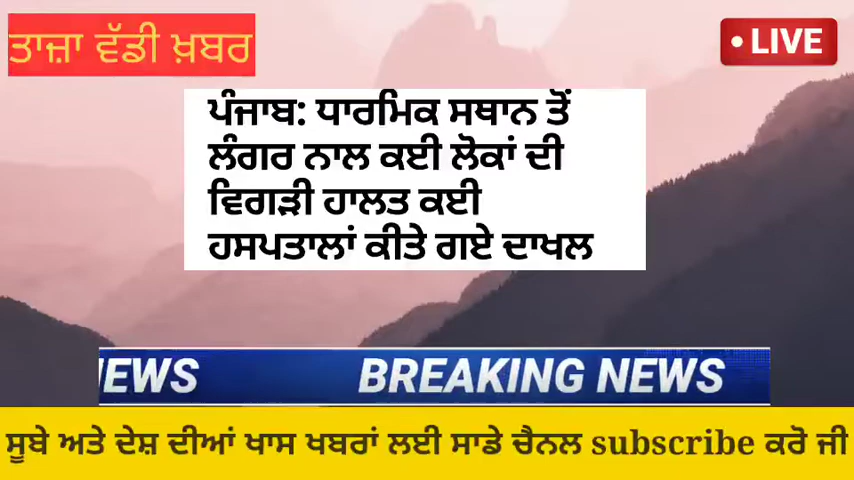 ਤਾਜ਼ਾ ਵੱਡੀ ਖ਼ਬਰ
LIVE
ਪੰਜਾਬ: ਧਾਰਮਿਕ ਸਥਾਨ ਤੋਂ
ਲੰਗਰ ਨਾਲ ਕਈ ਲੋਕਾਂ ਦੀ
ਵਿਗੜੀ ਹਾਲਤ ਕਈ
ਹਸਪਤਾਲਾਂ ਕੀਤੇ ਗਏ ਦਾਖਲ
NEWS BREAKING NEWS
ਸੂਬੇ ਅਤੇ ਦੇਸ਼ ਦੀਆਂ ਖਾਸ ਖਬਰਾਂ ਲਈ ਸਾਡੇ ਚੈਨਲ subscribe ਕਰੋ ਜੀ